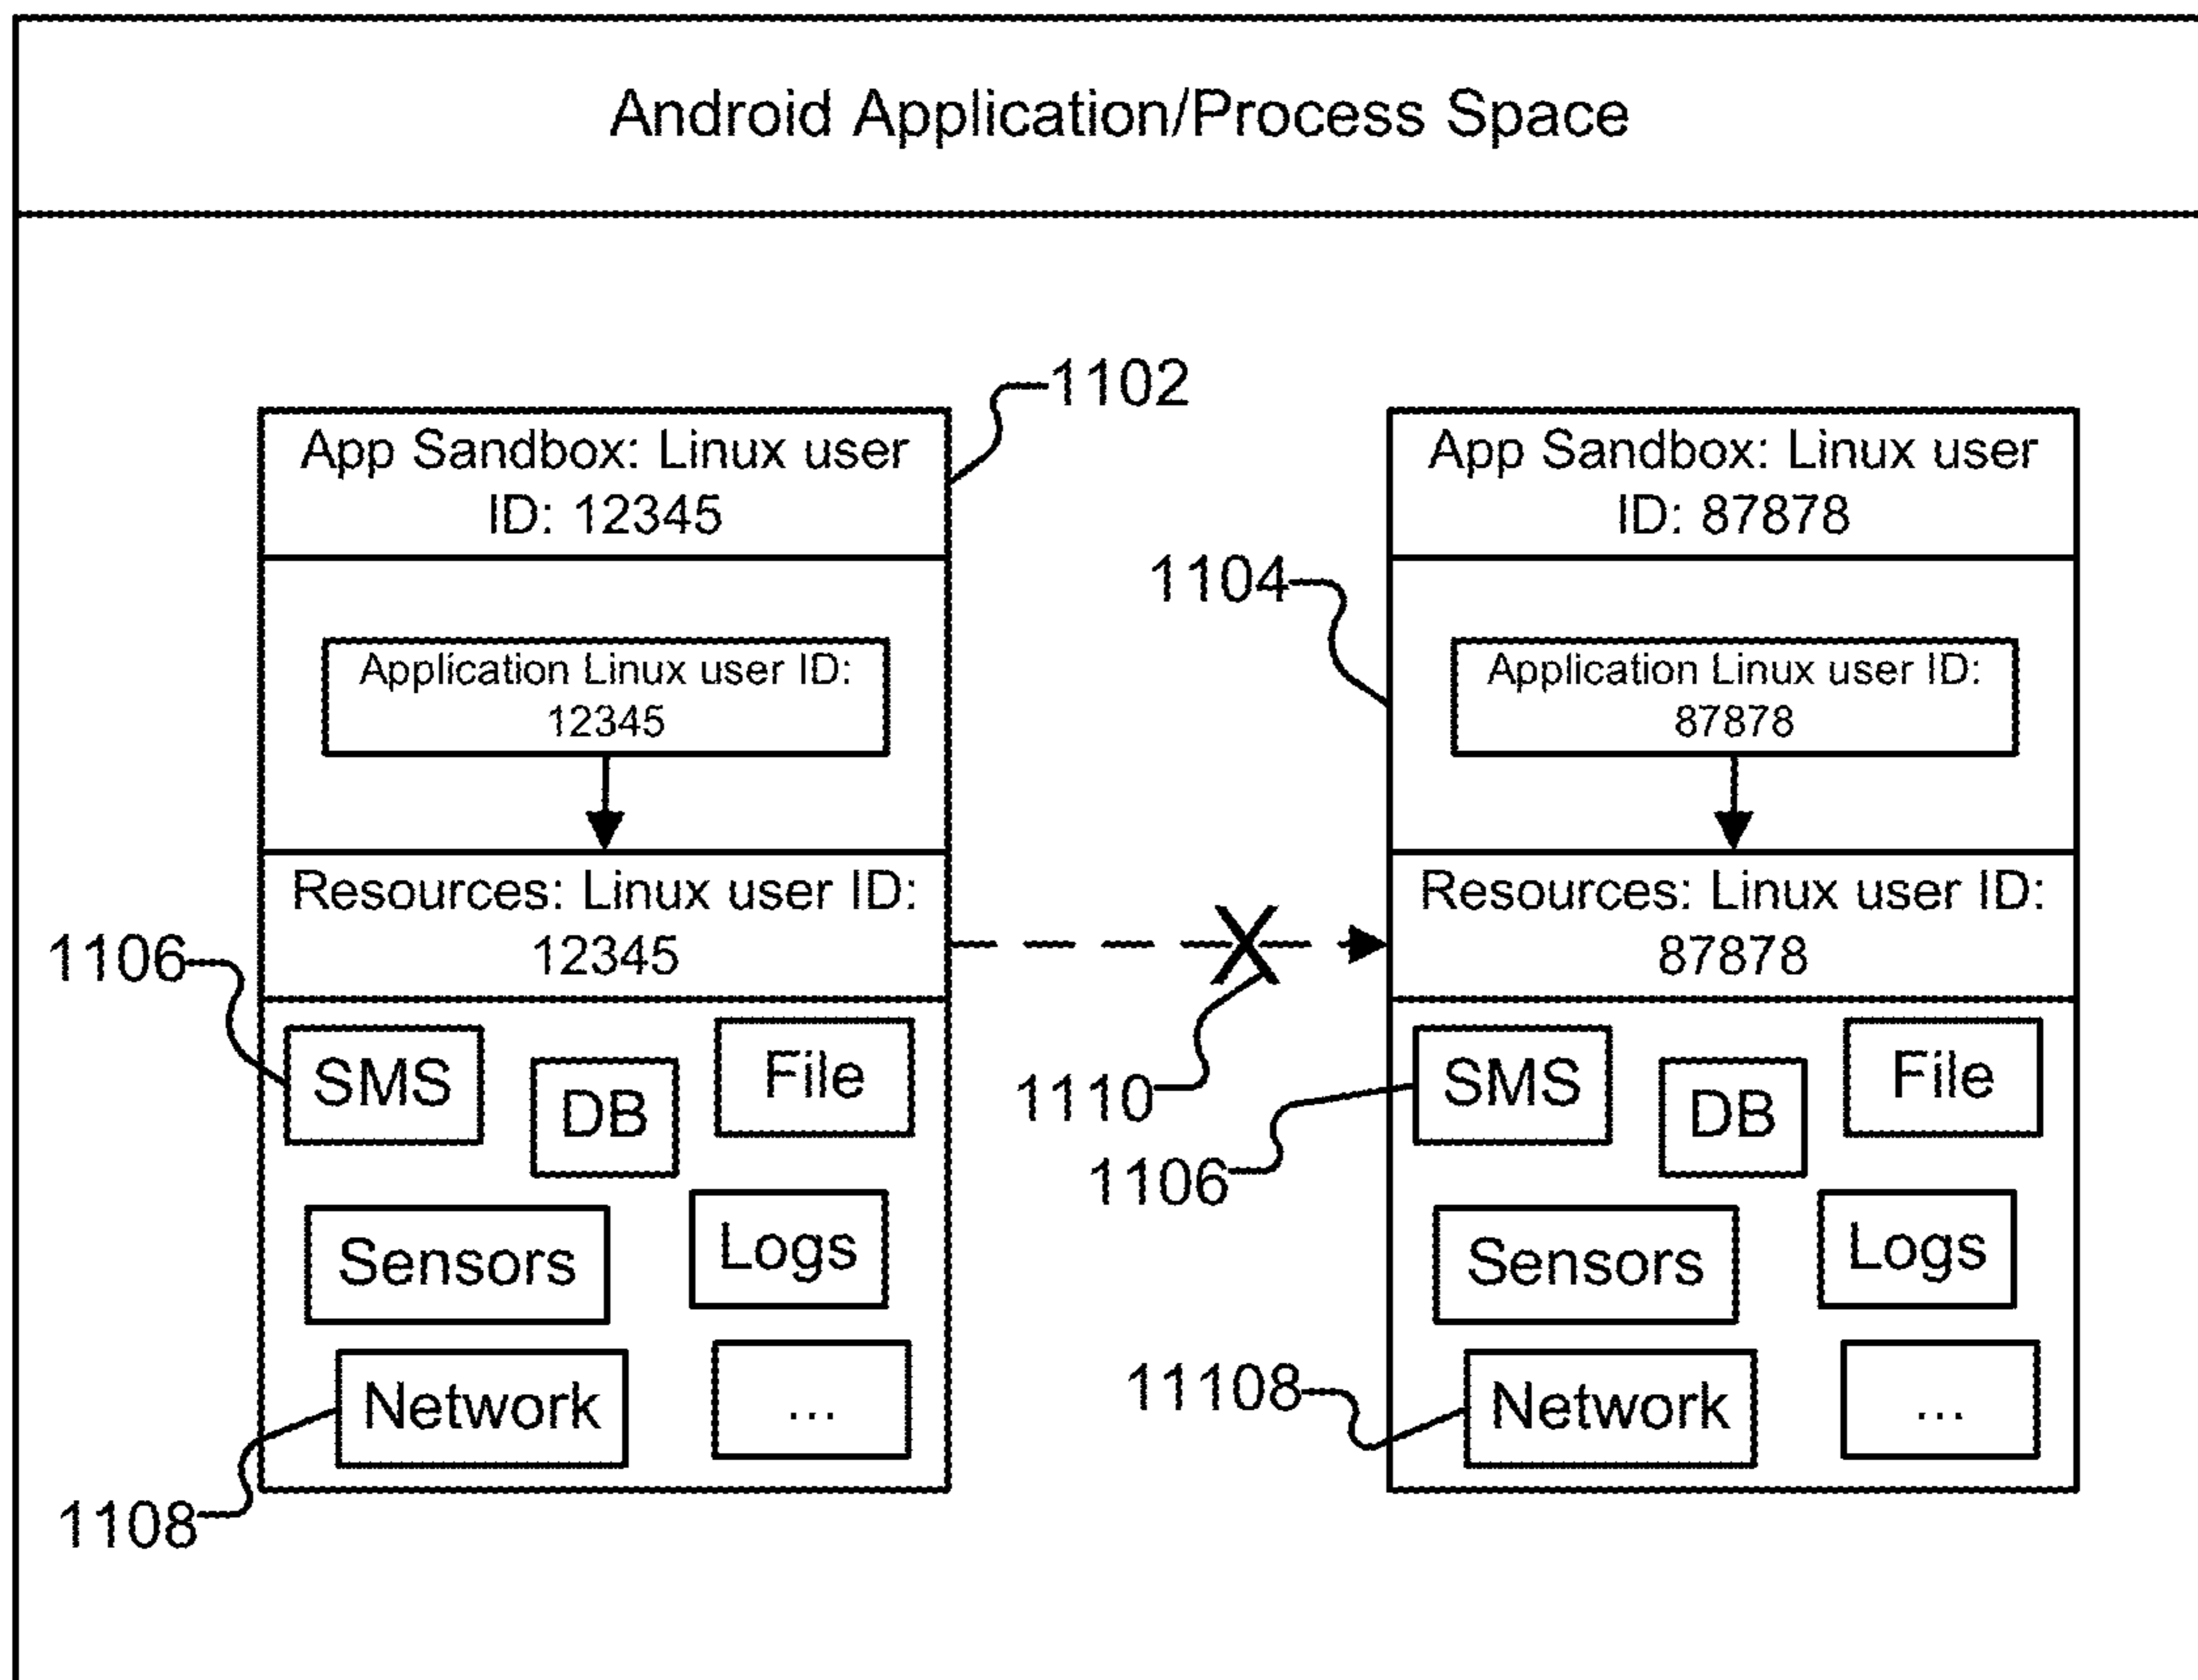 Android Application/Process Space
1102
App Sandbox: Linux user
ID: 12345
Application Linux user ID:
12345
Resources: Linux user ID:
12345
1106
SMS
DB
File
Sensors
Logs
Network
...
1108
1110
App Sandbox: Linux user
ID: 87878
1104
Application Linux user ID:
87878
Resources: Linux user ID:
87878
SMS
DB
File
1106
Sensors
Logs
11108
Network
...